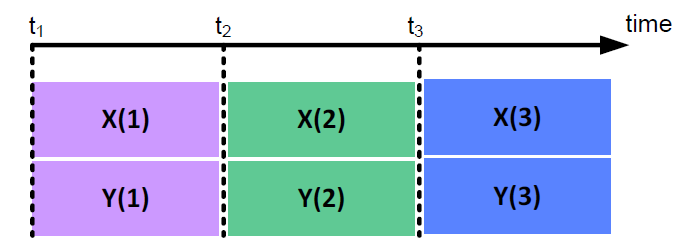 t₁ t₂ t₃ time
X(1) X(2) X(3)
Y(1) Y(2) Y(3)